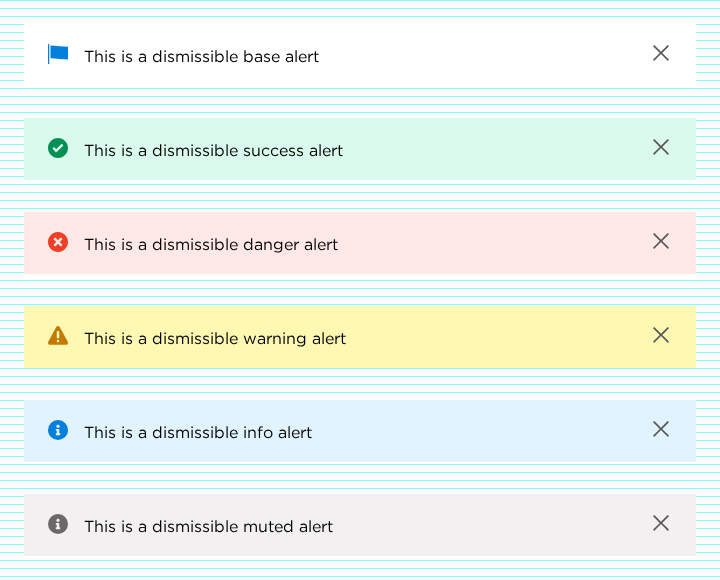 This is a dismissible base alert
This is a dismissible success alert
This is a dismissible danger alert
This is a dismissible warning alert
This is a dismissible info alert
This is a dismissible muted alert